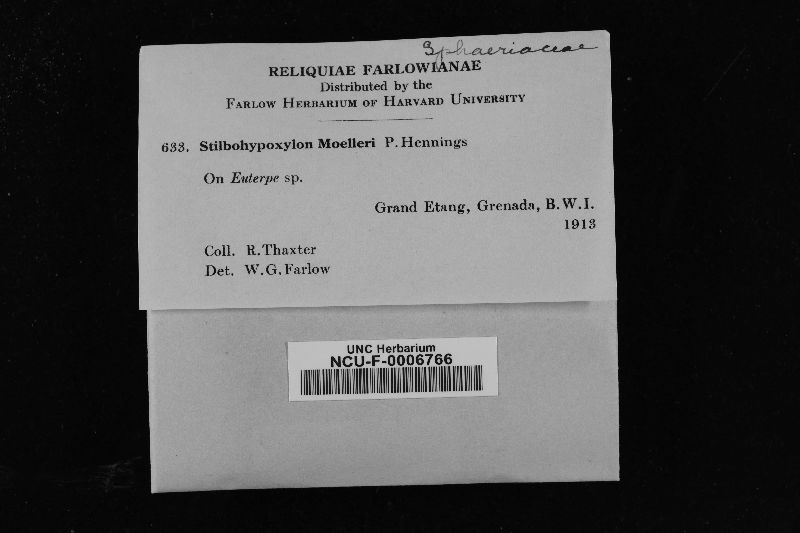 Sphaeriaceae
RELIQUIAE FARLOWIANAE
Distributed by the
FARLOW HERBARIUM OF HARVARD UNIVERSITY
633. Stilbohypoxylon Moelleri P. Hennings
On Euterpe sp.
Grand Etang, Grenada, B.W.I.
1913
Coll. R. Thaxter
Det. W. G. Farlow
UNC Herbarium
NCU-F-0006766